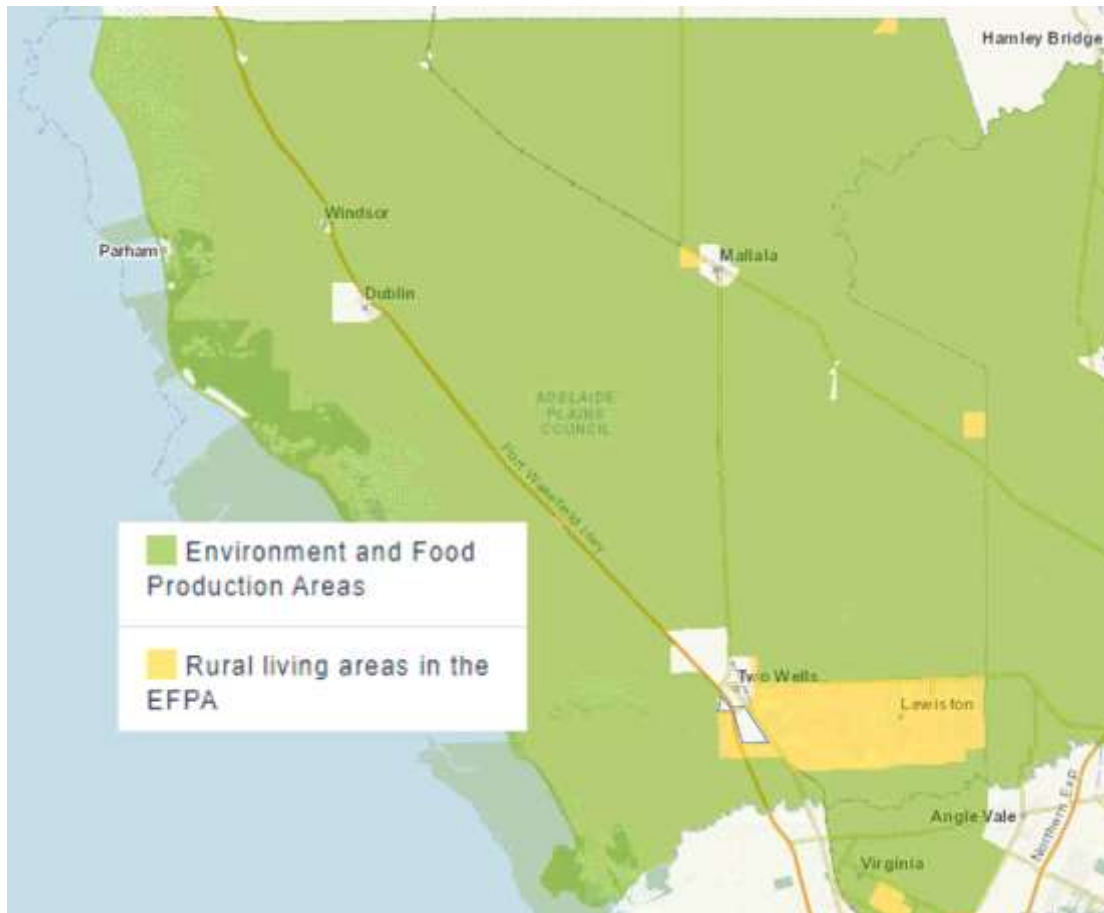 Hamley Bridge
Windsor
Parham
Mallala
Dublin
ADELAIDE
PLAINS
COUNCIL
Port Wakefield Hwy
Environment and Food
Production Areas
Rural living areas in the
EFPA
Two Wells
Lewiston
Angle Vale
Northern Exp
Virginia